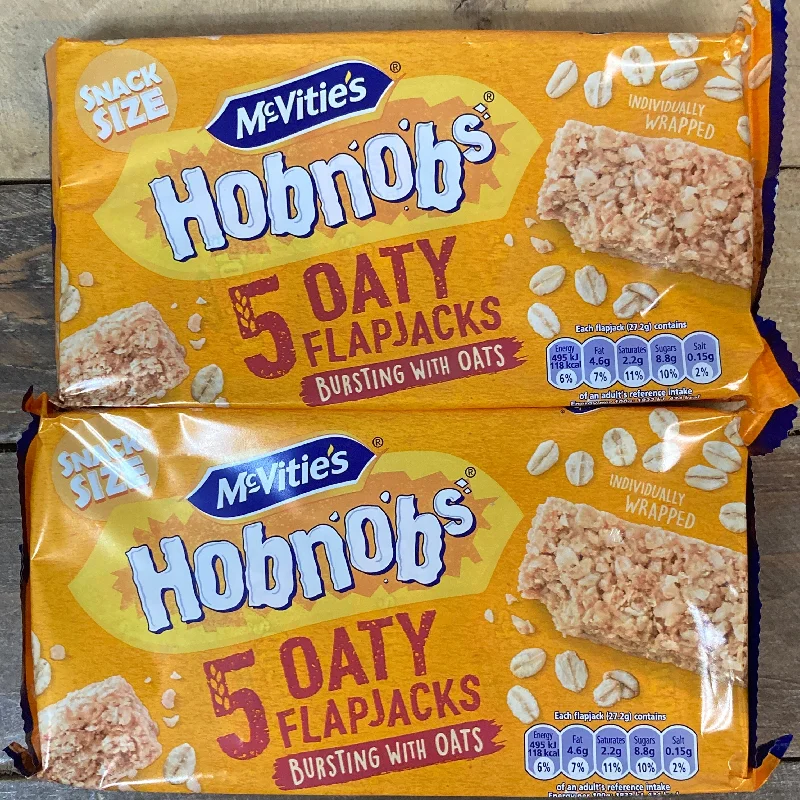 SNACK
SIZE
McVitie's®
Hobnobs®
INDIVIDUALLY
WRAPPED
5 OATY
FLAPJACKS
BURSTING WITH OATS
Each flapjack (27.2g) contains
Energy Fat Saturates Sugars Salt
495 kJ 4.6g 2.2g 8.8g 0.15g
118 kcal
6% 7% 11% 10% 2%
of an adult's reference intake
SNACK
SIZE
McVitie's®
Hobnobs®
INDIVIDUALLY
WRAPPED
5 OATY
FLAPJACKS
BURSTING WITH OATS
Each flapjack (27.2g) contains
Energy Fat Saturates Sugars Salt
495 kJ 4.6g 2.2g 8.8g 0.15g
118 kcal
6% 7% 11% 10% 2%
of an adult's reference intake